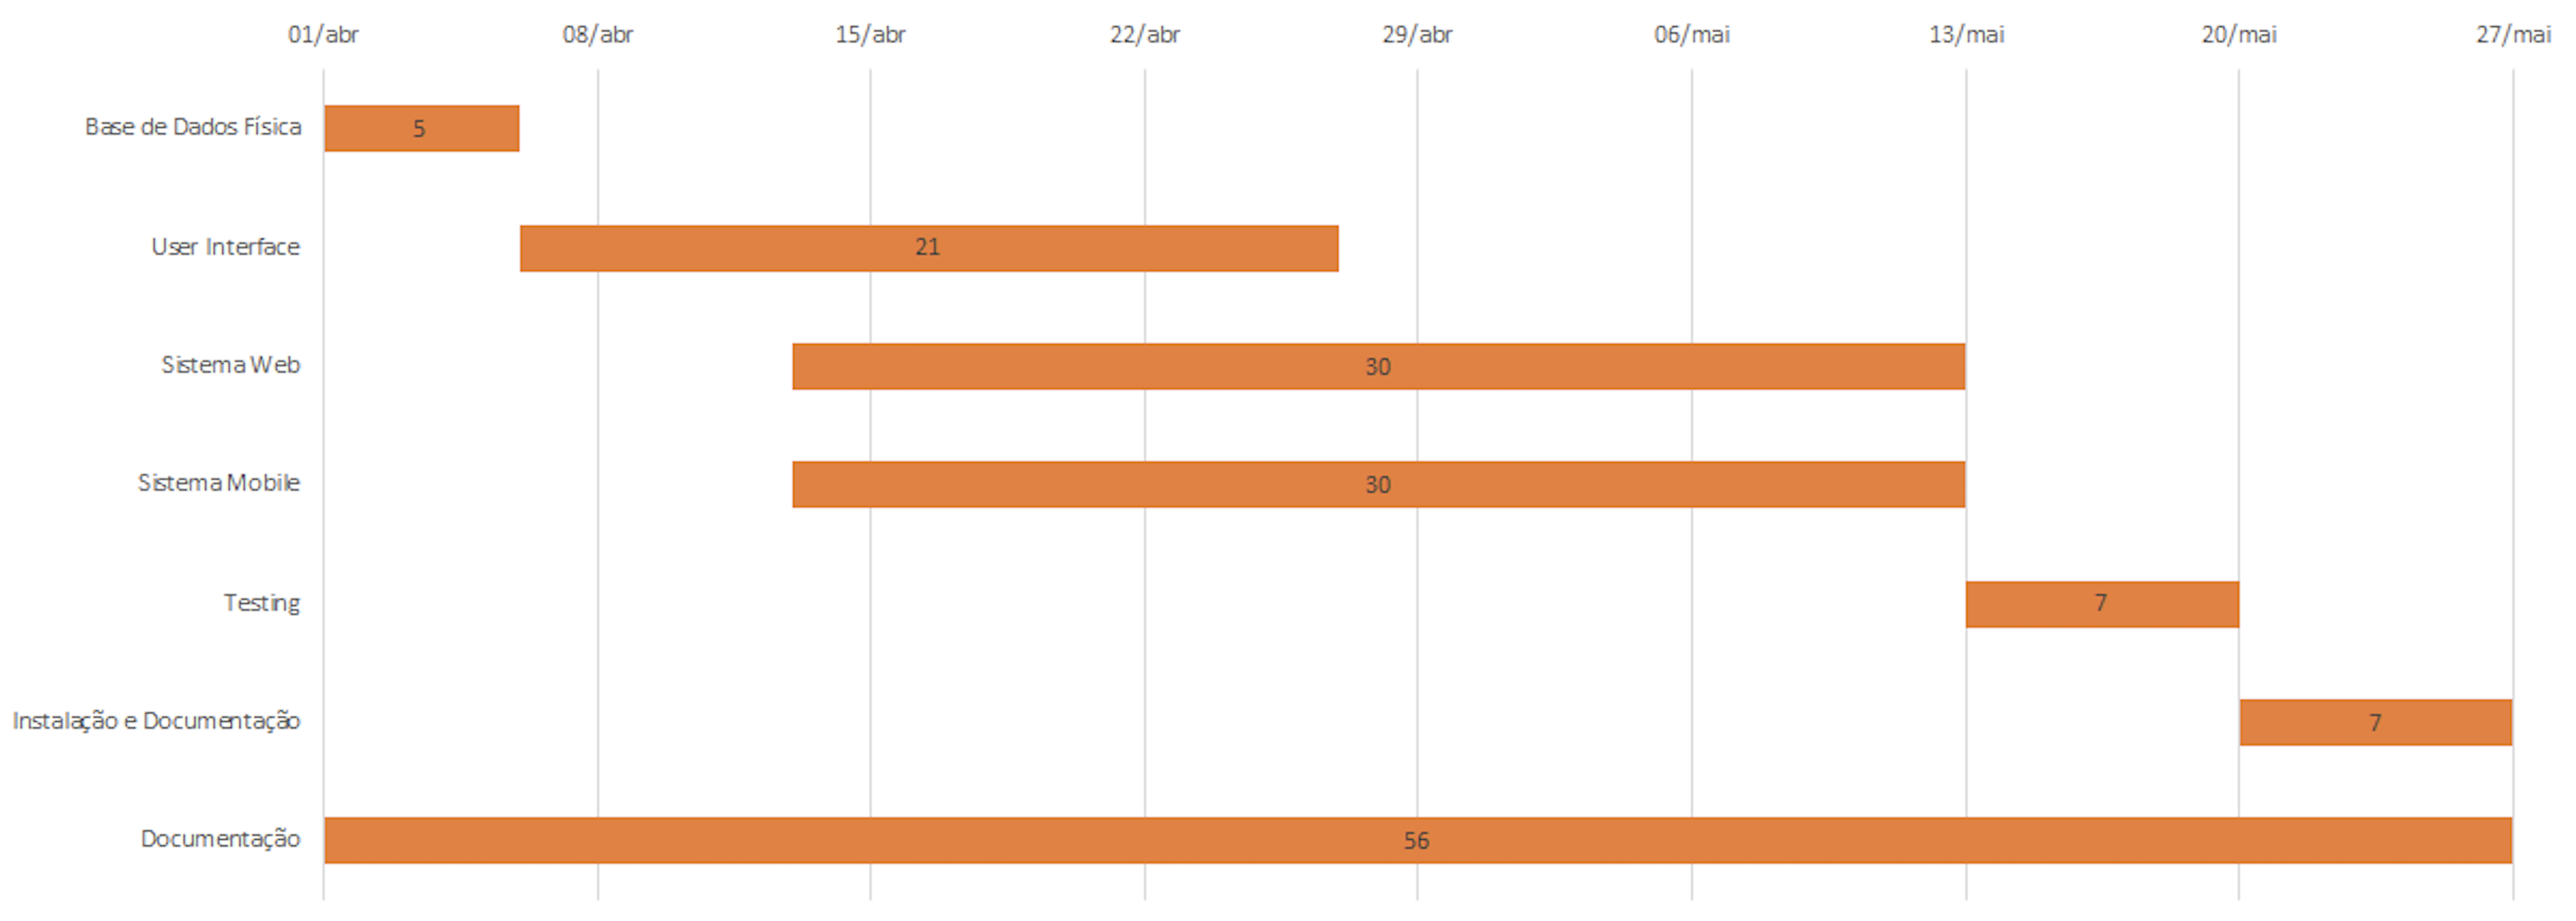 01/abr 08/abr 15/abr 22/abr 29/abr 06/mai 13/mai 20/mai 27/mai
Base de Dados Física 5
User Interface 21
Sistema Web 30
Sistema Mobile 30
Testing 7
Instalação e Documentação 7
Documentação 56